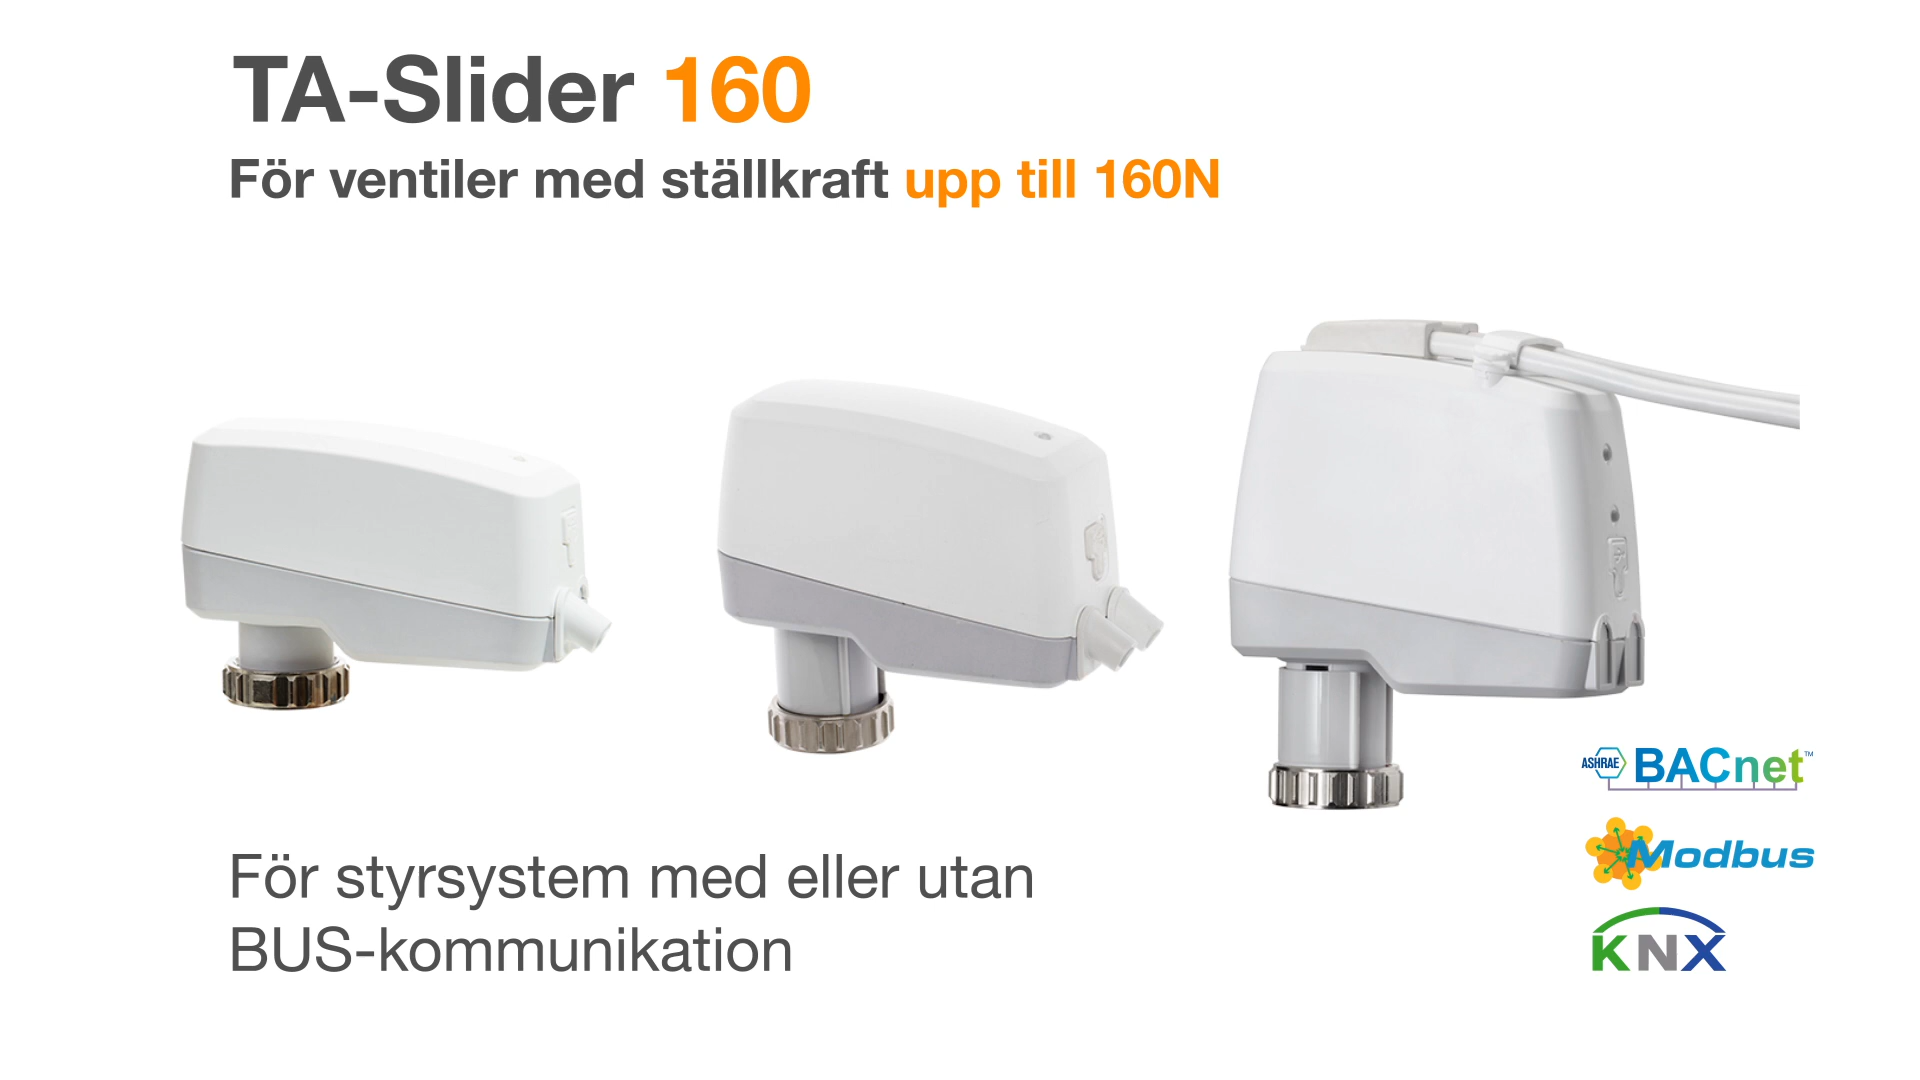 TA-Slider 160
För ventiler med ställkraft upp till 160N
ASHRAE BACnet™
Modbus
För styrsystem med eller utan
BUS-kommunikation
KNX